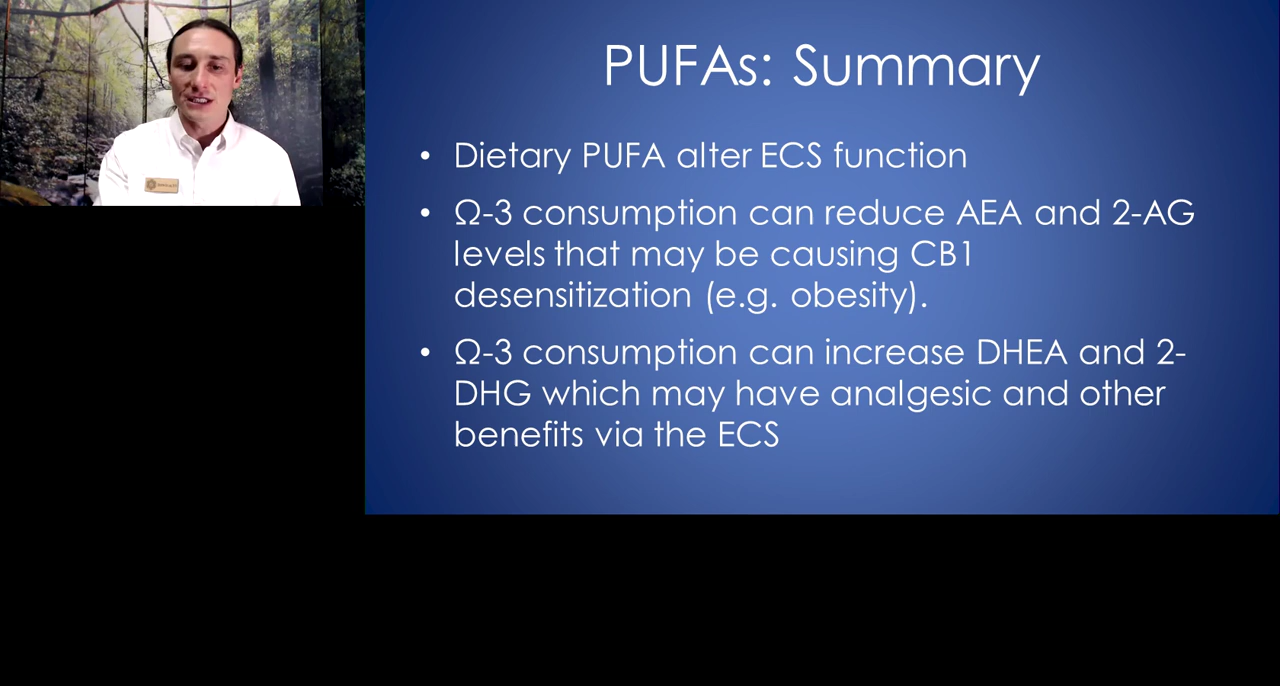 PUFAs: Summary
• Dietary PUFA alter ECS function
• Ω-3 consumption can reduce AEA and 2-AG
levels that may be causing CB1
desensitization (e.g. obesity).
• Ω-3 consumption can increase DHEA and 2-
DHG which may have analgesic and other
benefits via the ECS